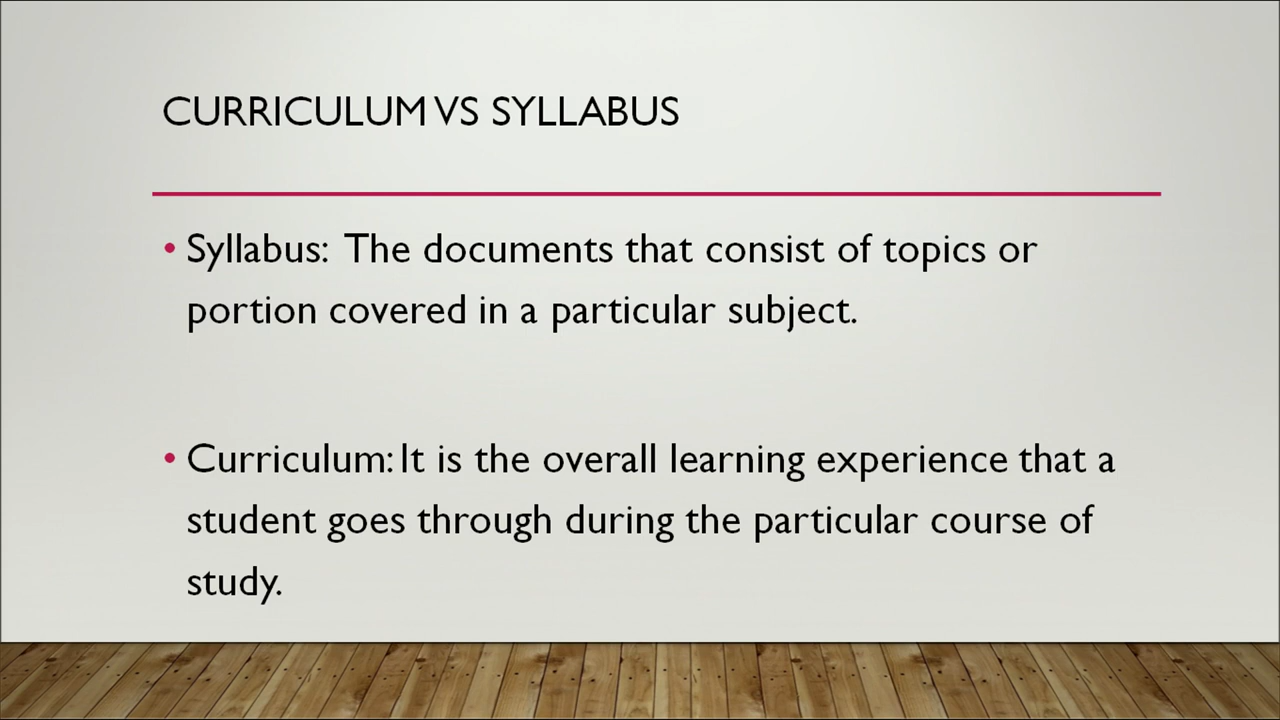 CURRICULUM VS SYLLABUS
• Syllabus: The documents that consist of topics or
portion covered in a particular subject.
• Curriculum: It is the overall learning experience that a
student goes through during the particular course of
study.